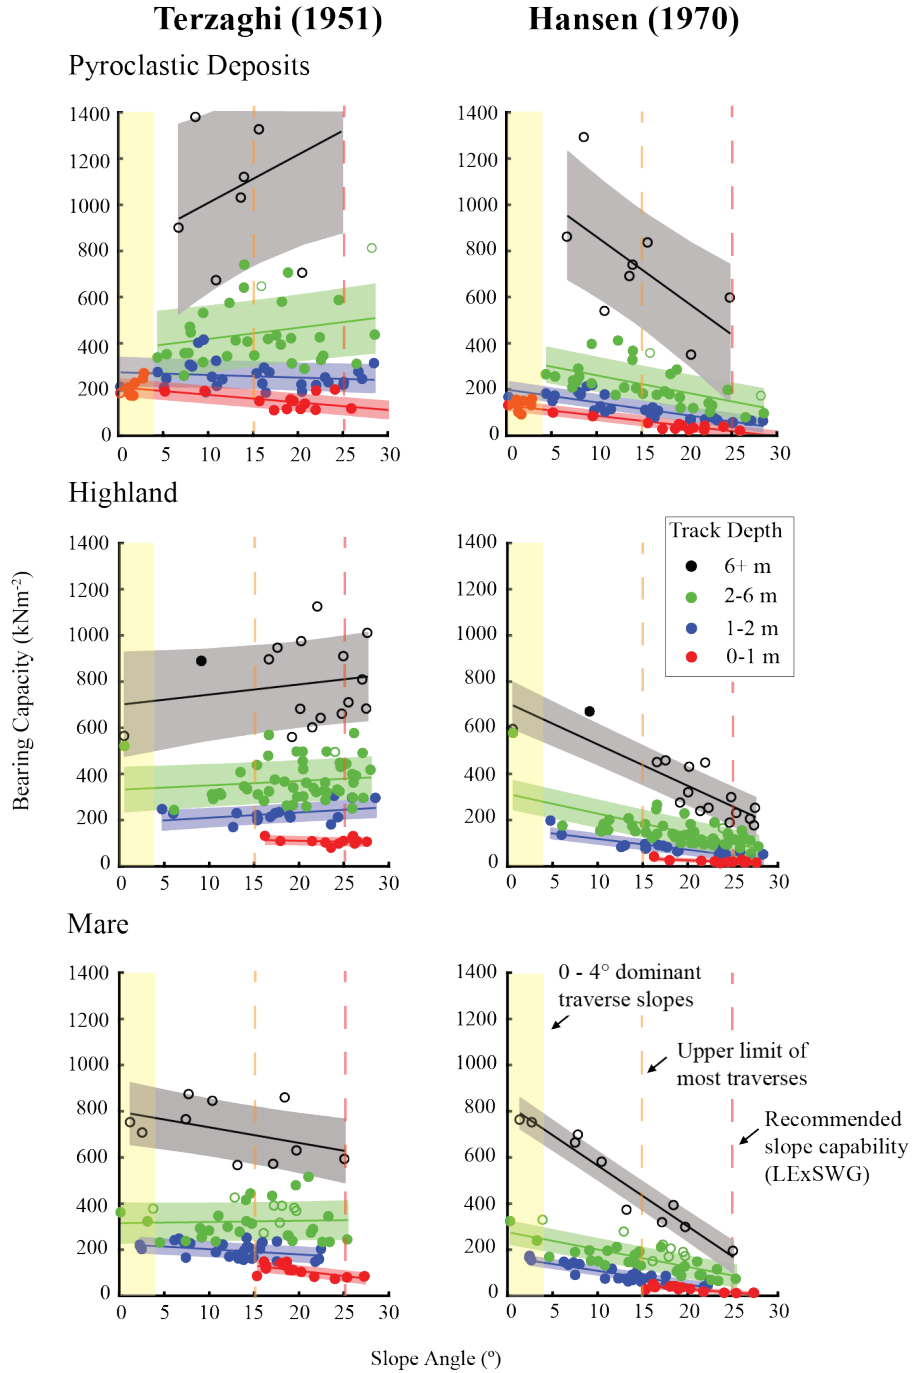 Terzaghi (1951)
Hansen (1970)
Pyroclastic Deposits
1400
1200
1000
800
600
400
200
0
0 5 10 15 20 25 30
1400
1200
1000
800
600
400
200
0
0 5 10 15 20 25 30
Highland
1400
1200
1000
800
600
400
200
0
0 5 10 15 20 25 30
1400
1200
1000
800
600
400
200
0
0 5 10 15 20 25 30
Track Depth
6+ m
2-6 m
1-2 m
0-1 m
Bearing Capacity (kNm-2)
Mare
1400
1200
1000
800
600
400
200
0
0 5 10 15 20 25 30
1400
1200
1000
800
600
400
200
0
0 5 10 15 20 25 30
0 - 4° dominant
traverse slopes
Upper limit of
most traverses
Recommended
slope capability
(LExSWG)
Slope Angle (º)